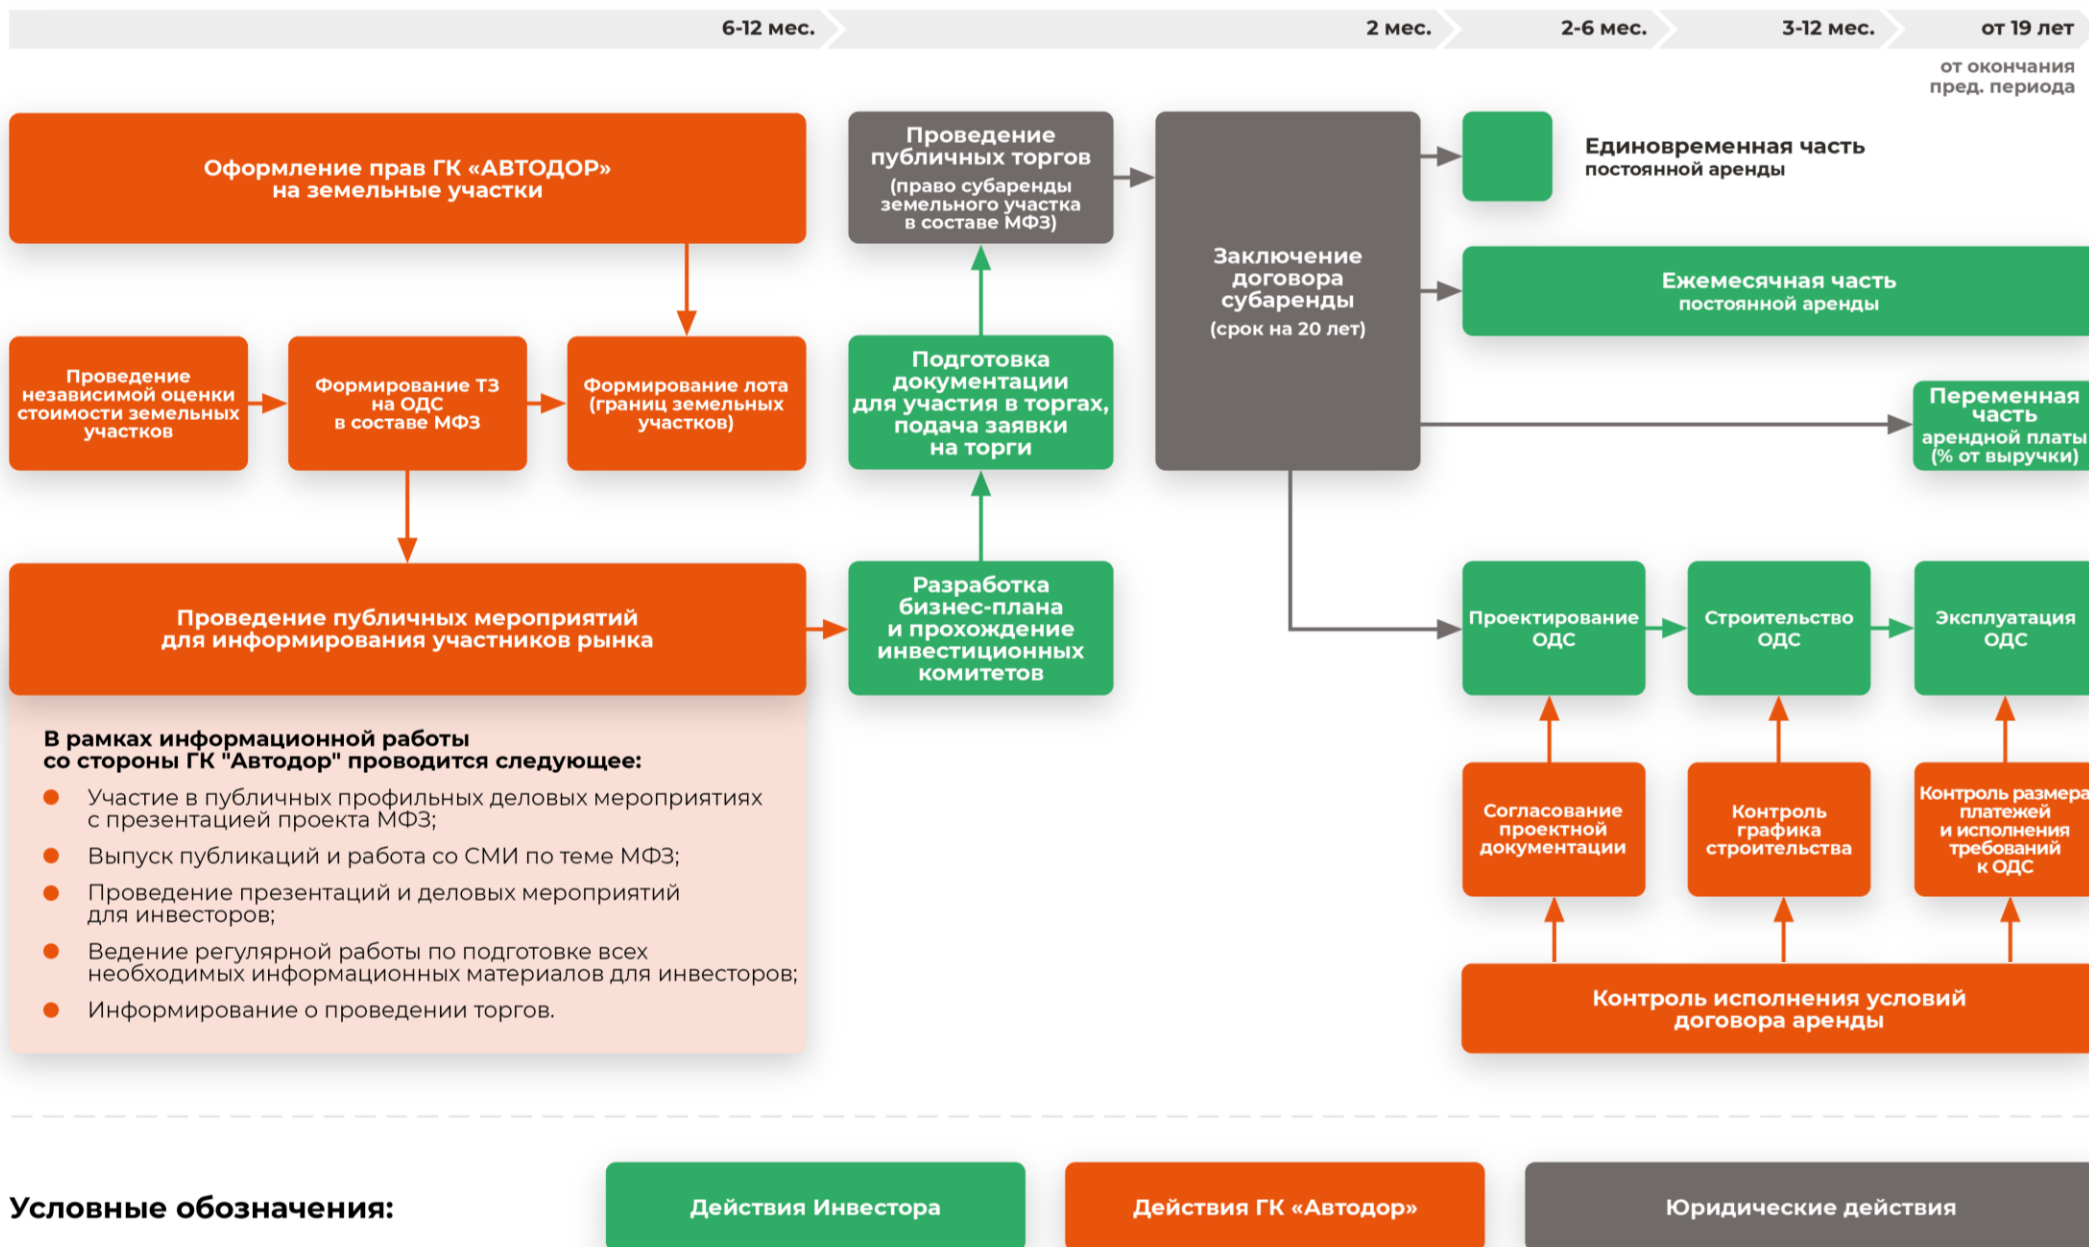 6-12 мес.
2 мес.
2-6 мес.
3-12 мес.
от 19 лет
от окончания
пред. периода
Оформление прав ГК «АВТОДОР»
на земельные участки
Проведение
публичных торгов
(право субаренды
земельного участка
в составе МФЗ)
Заключение
договора
субаренды
(срок на 20 лет)
Единовременная часть
постоянной аренды
Ежемесячная часть
постоянной аренды
Переменная
часть
арендной платы
(% от выручки)
Проведение
независимой оценки
стоимости земельных
участков
Формирование ТЗ
на ОДС
в составе МФЗ
Формирование лота
(границ земельных
участков)
Подготовка
документации
для участия в торгах,
подача заявки
на торги
Проведение публичных мероприятий
для информирования участников рынка
Разработка
бизнес-плана
и прохождение
инвестиционных
комитетов
Проектирование
ОДС
Строительство
ОДС
Эксплуатация
ОДС
В рамках информационной работы
со стороны ГК "Автодор" проводится следующее:
Участие в публичных профильных деловых мероприятиях
с презентацией проекта МФЗ;
Выпуск публикаций и работа со СМИ по теме МФЗ;
Проведение презентаций и деловых мероприятий
для инвесторов;
Ведение регулярной работы по подготовке всех
необходимых информационных материалов для инвесторов;
Информирование о проведении торгов.
Согласование
проектной
документации
Контроль
графика
строительства
Контроль размера
платежей
и исполнения
требований
к ОДС
Контроль исполнения условий
договора аренды
Условные обозначения:
Действия Инвестора
Действия ГК «Автодор»
Юридические действия